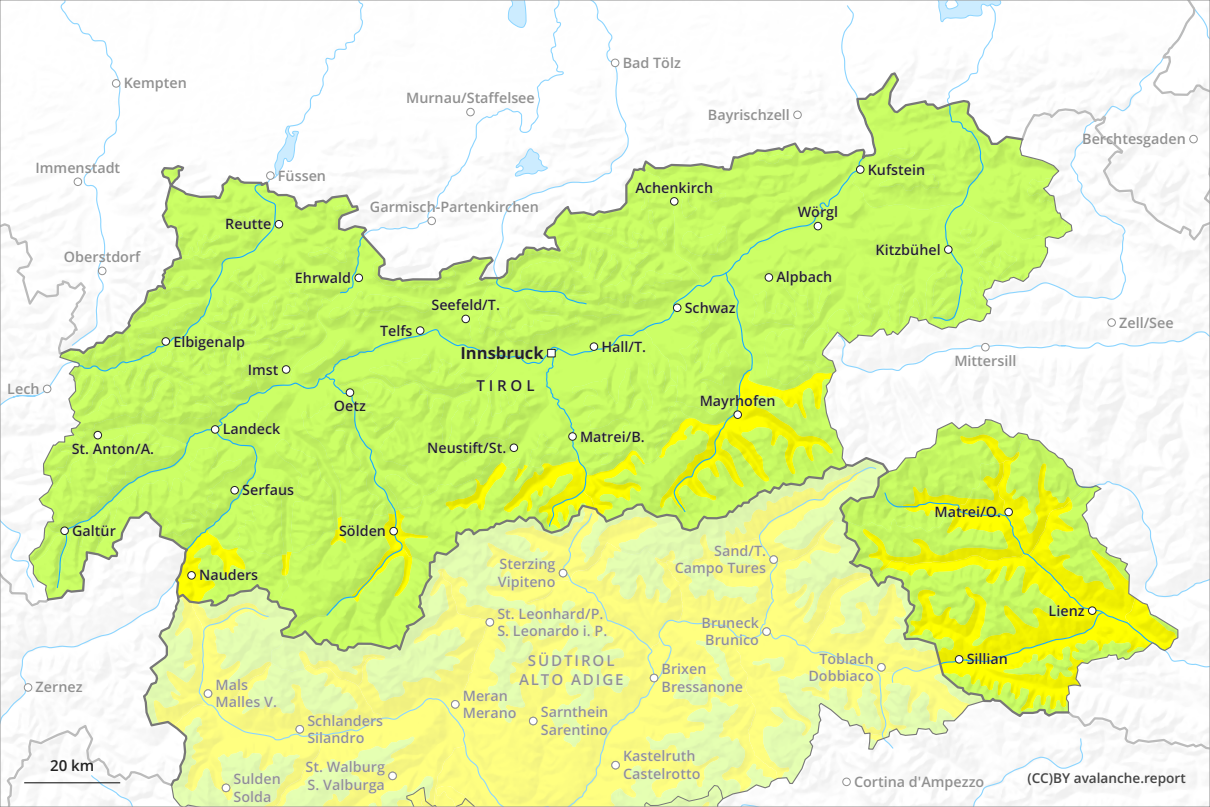 Kempten
Bad Tölz
Murnau/Staffelsee
Bayrischzell
Berchtesgaden
Immenstadt
Füssen
Kufstein
Achenkirch
Garmisch-Partenkirchen
Wörgl
Reutte
Kitzbühel
Oberstdorf
Ehrwald
Alpbach
Seefeld/T.
Schwaz
Telfs
Zell/See
Elbigenalp
Innsbruck
Hall/T.
Mittersill
Imst
TIROL
Lech
Oetz
Mayrhofen
Landeck
St. Anton/A.
Neustift/St.
Matrei/B.
Serfaus
Matrei/O.
Galtür
Sölden
Sand/T.
Campo Tures
Sterzing
Vipiteno
Nauders
St. Leonhard/P.
S. Leonardo i. P.
Bruneck
Brunico
Lienz
SÜDTIROL
ALTO ADIGE
Toblach
Dobbiaco
Sillian
Brixen
Bressanone
Zernez
Mals
Malles V.
Meran
Merano
Sarnthein
Sarentino
Schlanders
Silandro
Kastelruth
Castelrotto
St. Walburg
S. Valburga
20 km
Sulden
Solda
Cortina d'Ampezzo
(CC)BY avalanche.report